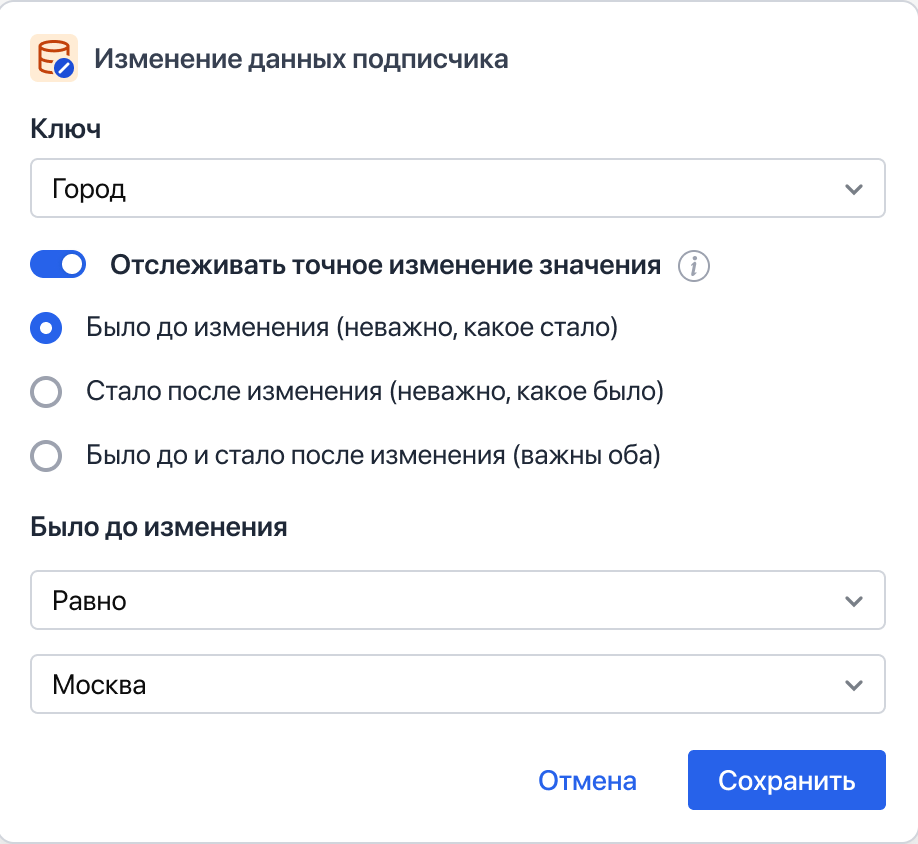 Изменение данных подписчика
Ключ
Город
Отслеживать точное изменение значения
Было до изменения (неважно, какое стало)
Стало после изменения (неважно, какое было)
Было до и стало после изменения (важны оба)
Было до изменения
Равно
Москва
Отмена Сохранить